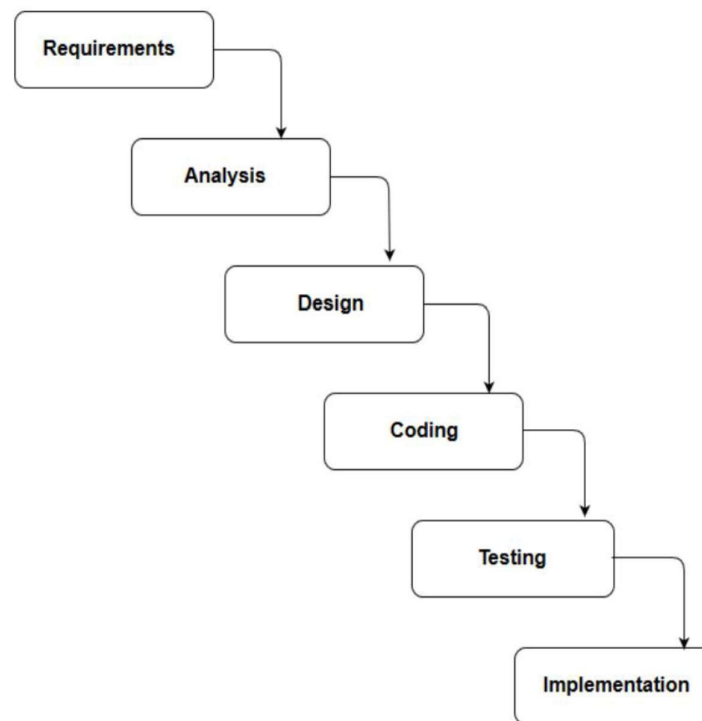 Requirements
Analysis
Design
Coding
Testing
Implementation